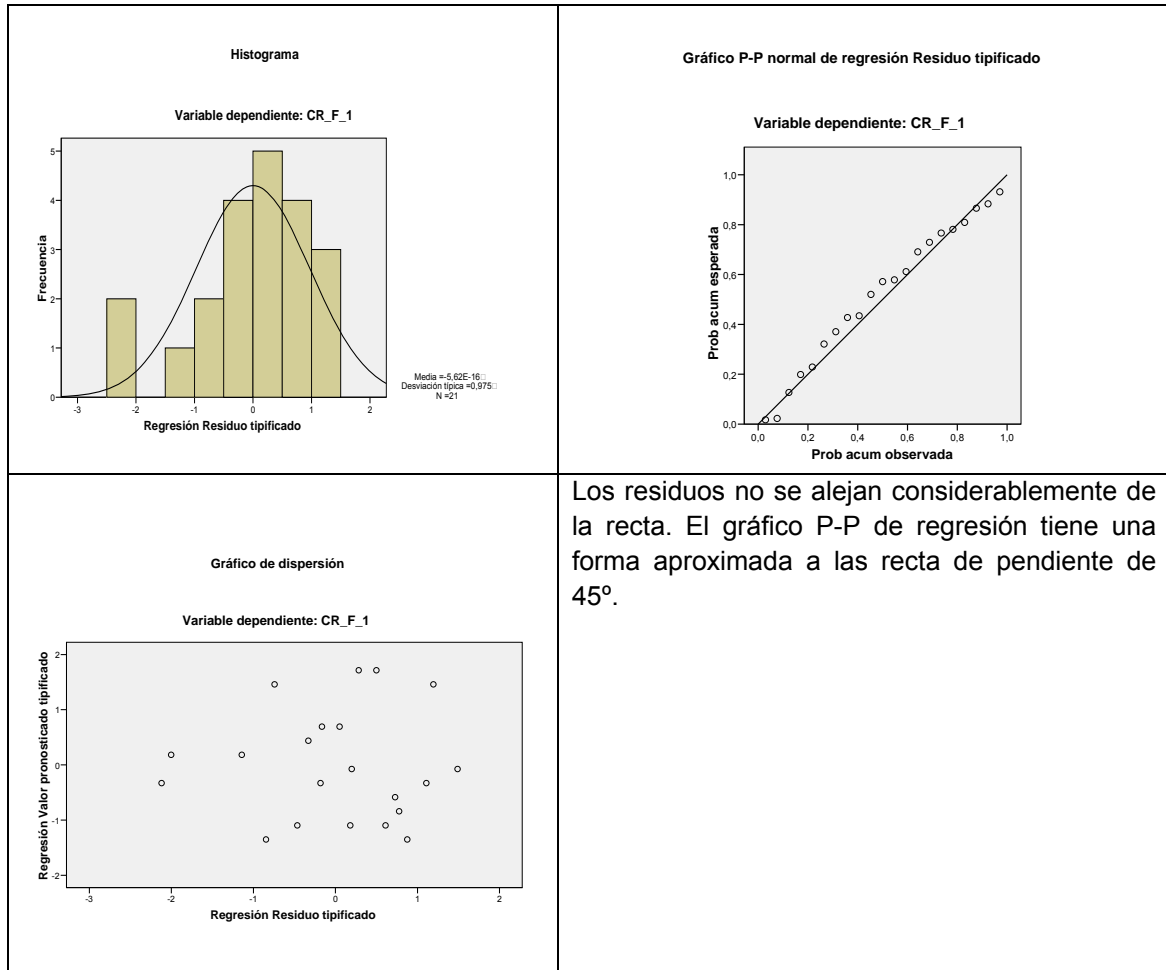 Histograma
Variable dependiente: CR_F_1
Frecuencia
5
4
3
2
1
0
-3 -2 -1 0 1 2
Regresión Residuo tipificado
Media =-5,62E-16
Desviación típica =0,975
N =21
Gráfico P-P normal de regresión Residuo tipificado
Variable dependiente: CR_F_1
Prob acum esperada
1,0
0,8
0,6
0,4
0,2
0,0
0,0 0,2 0,4 0,6 0,8 1,0
Prob acum observada
Gráfico de dispersión
Variable dependiente: CR_F_1
Regresión Valor pronosticado tipificado
2
1
0
-1
-2
-3 -2 -1 0 1 2
Regresión Residuo tipificado
Los residuos no se alejan considerablemente de
la recta. El gráfico P-P de regresión tiene una
forma aproximada a las recta de pendiente de
45º.